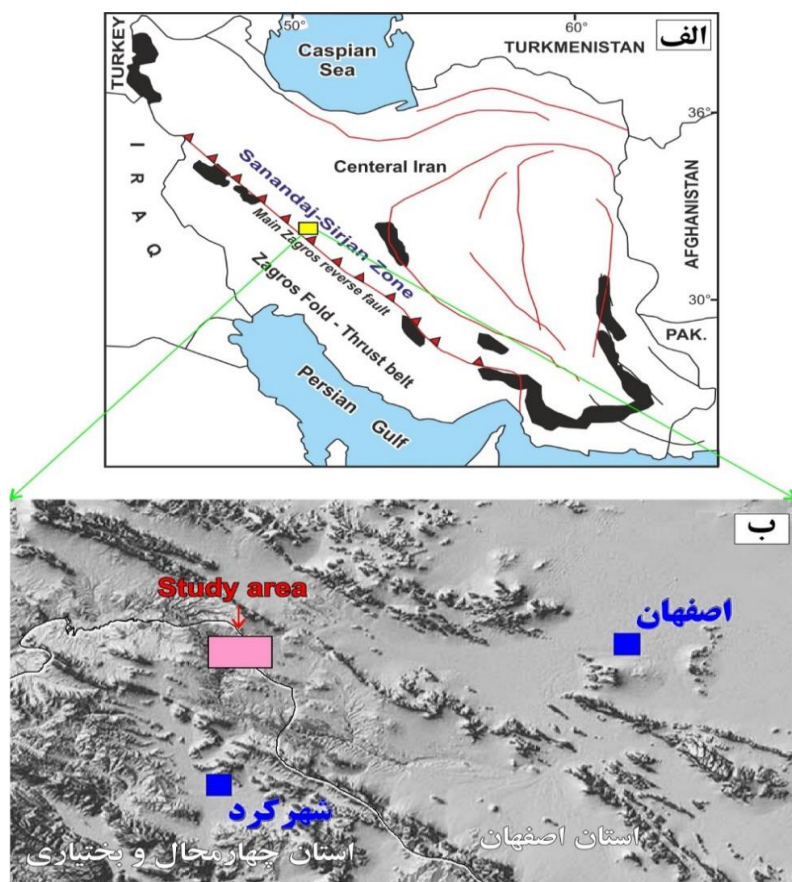 50°
60°
الف
TURKEY
Caspian
Sea
TURKMENISTAN
36°
IRAQ
Centeral Iran
AFGHANISTAN
Sanandaj-Sirjan Zone
Main Zagros reverse fault
Zagros Fold - Thrust belt
30°
PAK.
Persian Gulf
ب
Study area
اصفهان
شهرکرد
استان اصفهان
استان چهارمحال و بختیاری